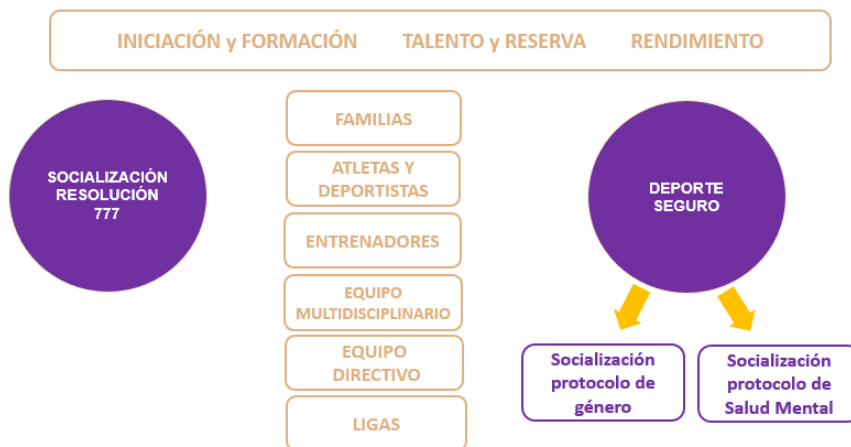 INICIACIÓN y FORMACIÓN TALENTO y RESERVA RENDIMIENTO
SOCIALIZACIÓN
RESOLUCIÓN
777
FAMILIAS
ATLETAS Y
DEPORTISTAS
ENTRENADORES
EQUIPO
MULTIDISCIPLINARIO
EQUIPO
DIRECTIVO
LIGAS
DEPORTE
SEGURO
Socialización
protocolo de
género
Socialización
protocolo de
Salud Mental